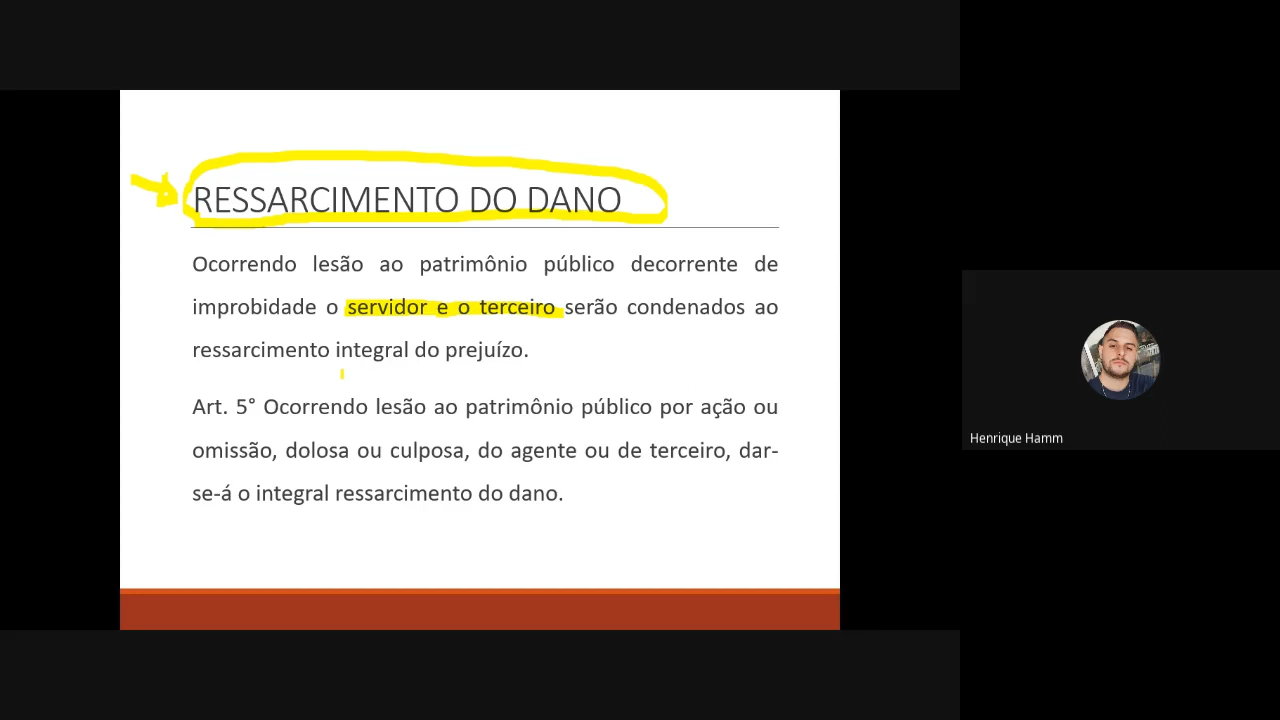 RESSARCIMENTO DO DANO
Ocorrendo lesão ao patrimônio público decorrente de
improbidade o servidor e o terceiro serão condenados ao
ressarcimento integral do prejuízo.
Art. 5° Ocorrendo lesão ao patrimônio público por ação ou
omissão, dolosa ou culposa, do agente ou de terceiro, dar-
se-á o integral ressarcimento do dano.
Henrique Hamm